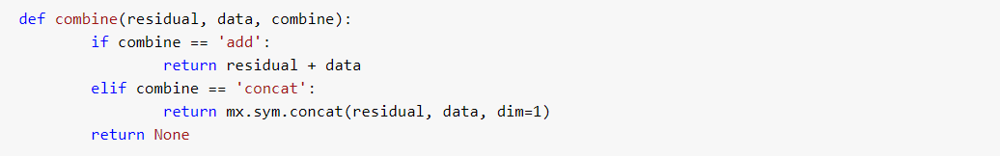 def combine(residual, data, combine):
        if combine == 'add':
                return residual + data
        elif combine == 'concat':
                return mx.sym.concat(residual, data, dim=1)
        return None